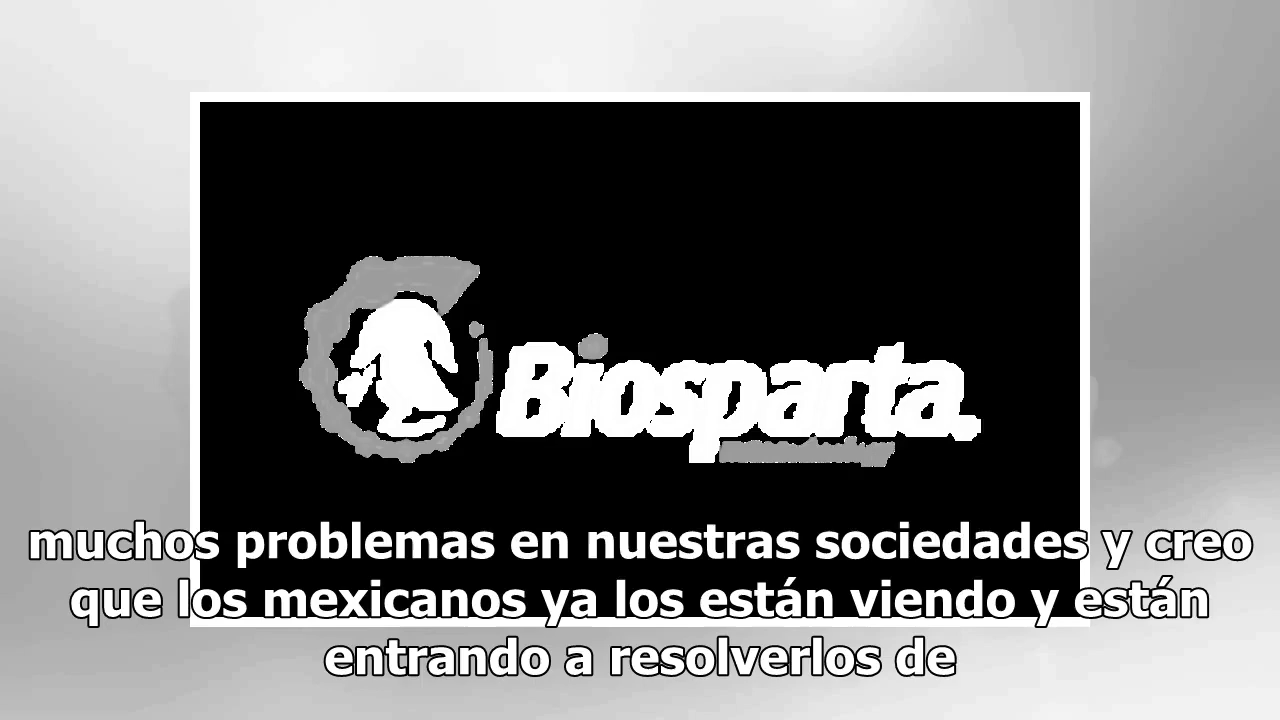 Biosparta.
muchos problemas en nuestras sociedades y creo
que los mexicanos ya los están viendo y están
entrando a resolverlos de